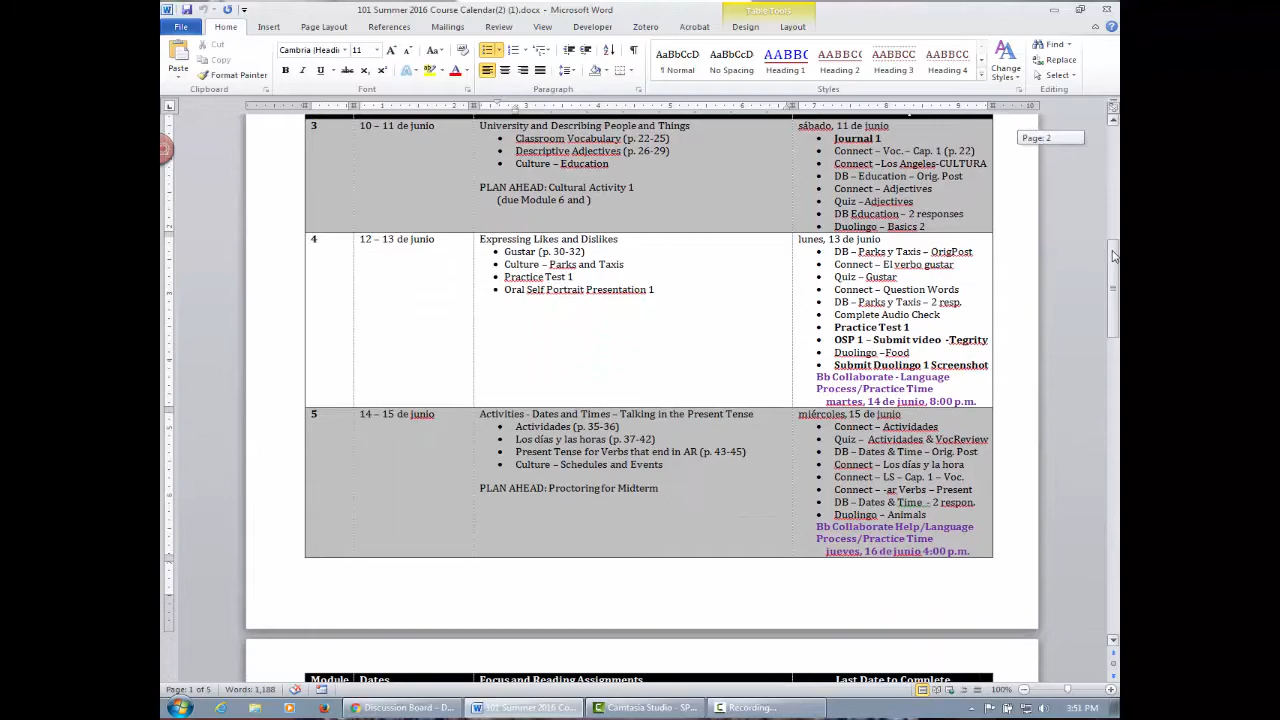 101 Summer 2016 Course Calendar(2) (1).docx - Microsoft Word
Table Tools
File Home Insert Page Layout References Mailings Review View Developer Zotero Acrobat Design Layout
Paste
Cut
Copy
Format Painter
Clipboard
Cambria (Headi 11
Font
Paragraph
AaBbCcD ¶ Normal
AaBbCcD No Spacing
AABBC Heading 1
AABBCC Heading 2
AABBCC Heading 3
AABBCC Heading 4
Change Styles
Styles
Find
Replace
Select
Editing
Page: 2
3 10 – 11 de junio University and Describing People and Things sábado, 11 de junio
• Classroom Vocabulary (p. 22-25)
• Descriptive Adjectives (p. 26-29)
• Culture – Education
PLAN AHEAD: Cultural Activity 1
(due Module 6 and )
• Journal 1
• Connect – Voc. – Cap. 1 (p. 22)
• Connect –Los Angeles-CULTURA
• DB – Education – Orig. Post
• Connect – Adjectives
• Quiz –Adjectives
• DB Education – 2 responses
• Duolingo – Basics 2
4 12 – 13 de junio Expressing Likes and Dislikes lunes, 13 de junio
• Gustar (p. 30-32)
• Culture – Parks and Taxis
• Practice Test 1
• Oral Self Portrait Presentation 1
• DB – Parks y Taxis – OrigPost
• Connect – El verbo gustar
• Quiz – Gustar
• Connect – Question Words
• DB – Parks y Taxis – 2 resp.
• Complete Audio Check
• Practice Test 1
• OSP 1 – Submit video -Tegrity
• Duolingo –Food
• Submit Duolingo 1 Screenshot
Bb Collaborate - Language
Process/Practice Time
martes, 14 de junio, 8:00 p.m.
5 14 – 15 de junio Activities - Dates and Times – Talking in the Present Tense miércoles, 15 de junio
• Actividades (p. 35-36)
• Los días y las horas (p. 37-42)
• Present Tense for Verbs that end in AR (p. 43-45)
• Culture – Schedules and Events
PLAN AHEAD: Proctoring for Midterm
• Connect – Actividades
• Quiz – Actividades & VocReview
• DB – Dates & Time – Orig. Post
• Connect – Los días y la hora
• Connect – LS – Cap. 1 – Voc.
• Connect – -ar Verbs – Present
• DB – Dates & Time - 2 respon.
• Duolingo – Animals
Bb Collaborate Help/Language
Process/Practice Time
jueves, 16 de junio 4:00 p.m.
Module Dates Focus and Reading Assignments Last Date to Complete
Page: 1 of 5 Words: 1,188 100%
Discussion Board – D... 101 Summer 2016 Co... Camtasia Studio - SP... Recording... 3:51 PM